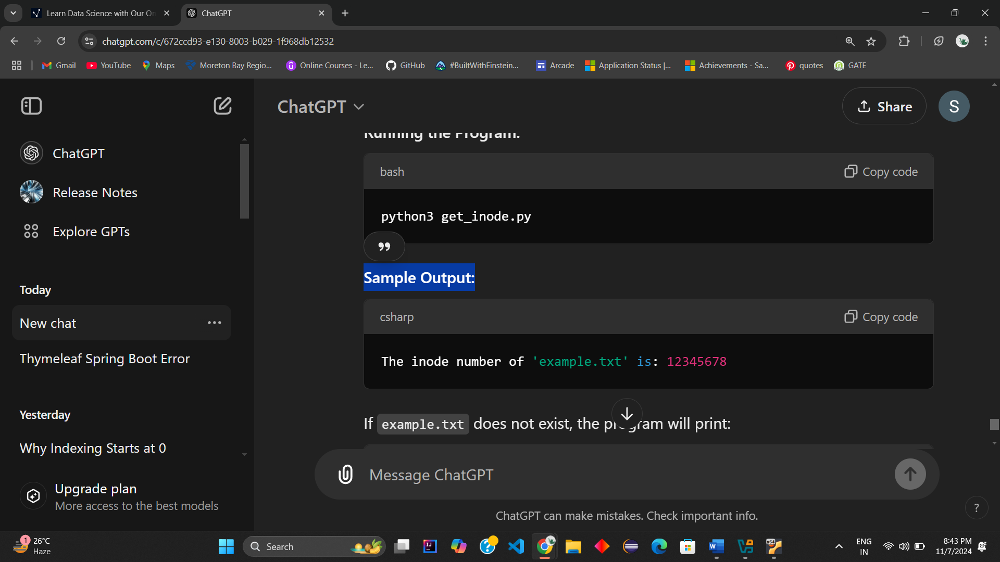 Learn Data Science with Our On
ChatGPT
chatgpt.com/c/672ccd93-e130-8003-b029-1f968db12532
Gmail
YouTube
Maps
Moreton Bay Regio...
Online Courses - Le...
GitHub
#BuiltWithEinstein...
Arcade
Application Status |...
Achievements - Sa...
quotes
GATE
ChatGPT
Share
S
ChatGPT
Release Notes
Explore GPTs
Today
New chat
Thymeleaf Spring Boot Error
Yesterday
Why Indexing Starts at 0
Upgrade plan
More access to the best models
Running the Program:
bash
Copy code
python3 get_inode.py
Sample Output:
csharp
Copy code
The inode number of 'example.txt' is: 12345678
If example.txt does not exist, the program will print:
Message ChatGPT
ChatGPT can make mistakes. Check important info.
?
1
26°C
Haze
Search
ENG
IN
8:43 PM
11/7/2024